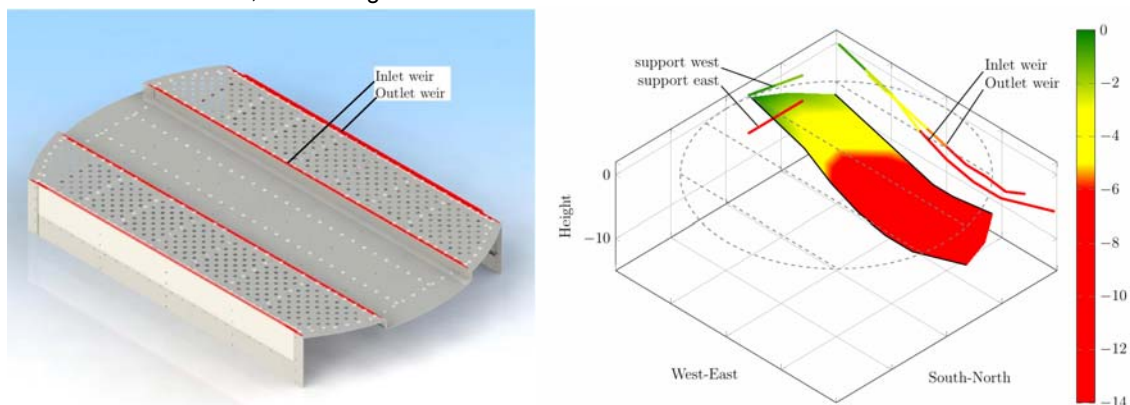 Inlet weir
Outlet weir
support west
support east
Inlet weir
Outlet weir
0
−10
Height
West-East
South-North
0
−2
−4
−6
−8
−10
−12
−14